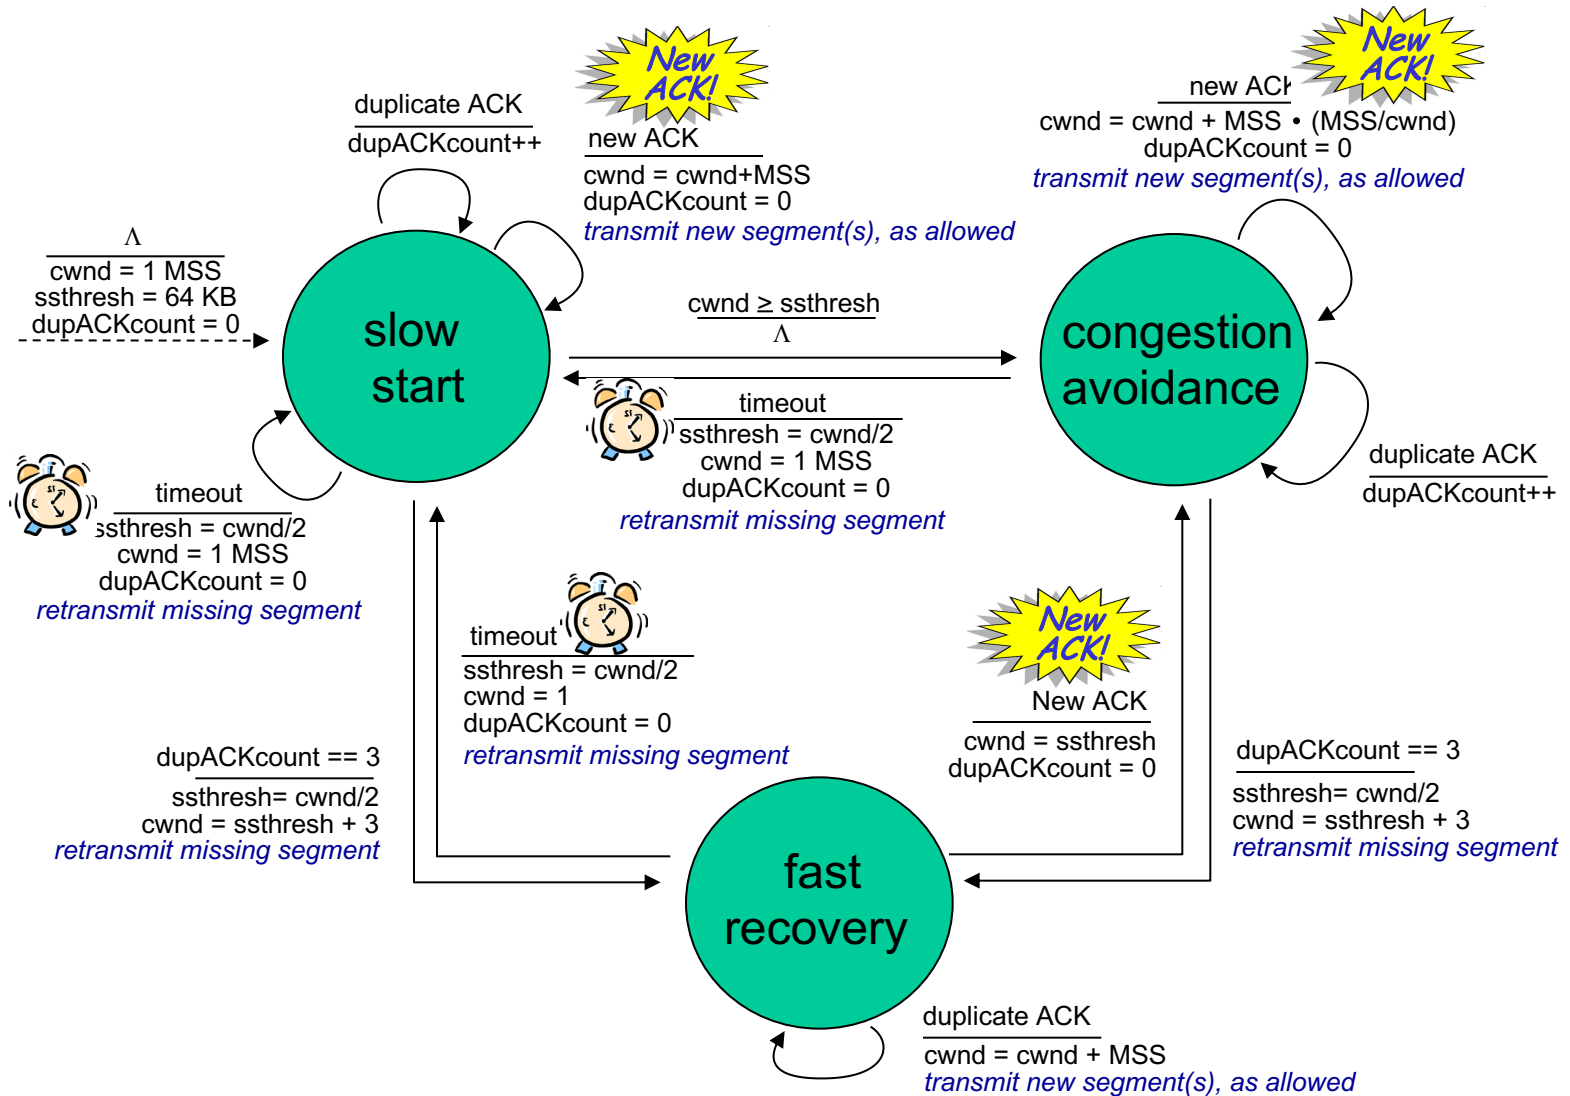 New
ACK!
duplicate ACK
dupACKcount++
new ACK
cwnd = cwnd+MSS
dupACKcount = 0
transmit new segment(s), as allowed
New
ACK!
new ACK
cwnd = cwnd + MSS • (MSS/cwnd)
dupACKcount = 0
transmit new segment(s), as allowed
Λ
cwnd = 1 MSS
ssthresh = 64 KB
dupACKcount = 0
slow
start
cwnd ≥ ssthresh
Λ
congestion
avoidance
timeout
ssthresh = cwnd/2
cwnd = 1 MSS
dupACKcount = 0
retransmit missing segment
duplicate ACK
dupACKcount++
timeout
ssthresh = cwnd/2
cwnd = 1 MSS
dupACKcount = 0
retransmit missing segment
timeout
ssthresh = cwnd/2
cwnd = 1
dupACKcount = 0
retransmit missing segment
New
ACK!
New ACK
cwnd = ssthresh
dupACKcount = 0
dupACKcount == 3
ssthresh= cwnd/2
cwnd = ssthresh + 3
retransmit missing segment
dupACKcount == 3
ssthresh= cwnd/2
cwnd = ssthresh + 3
retransmit missing segment
fast
recovery
duplicate ACK
cwnd = cwnd + MSS
transmit new segment(s), as allowed